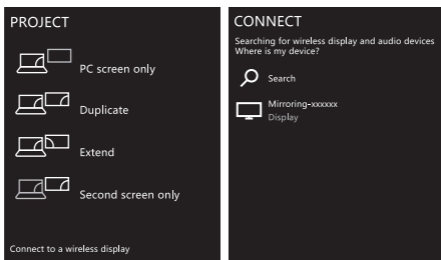 PROJECT
PC screen only
Duplicate
Extend
Second screen only
Connect to a wireless display
CONNECT
Searching for wireless display and audio devices
Where is my device?
Search
Mirroring-xxxxxx
Display